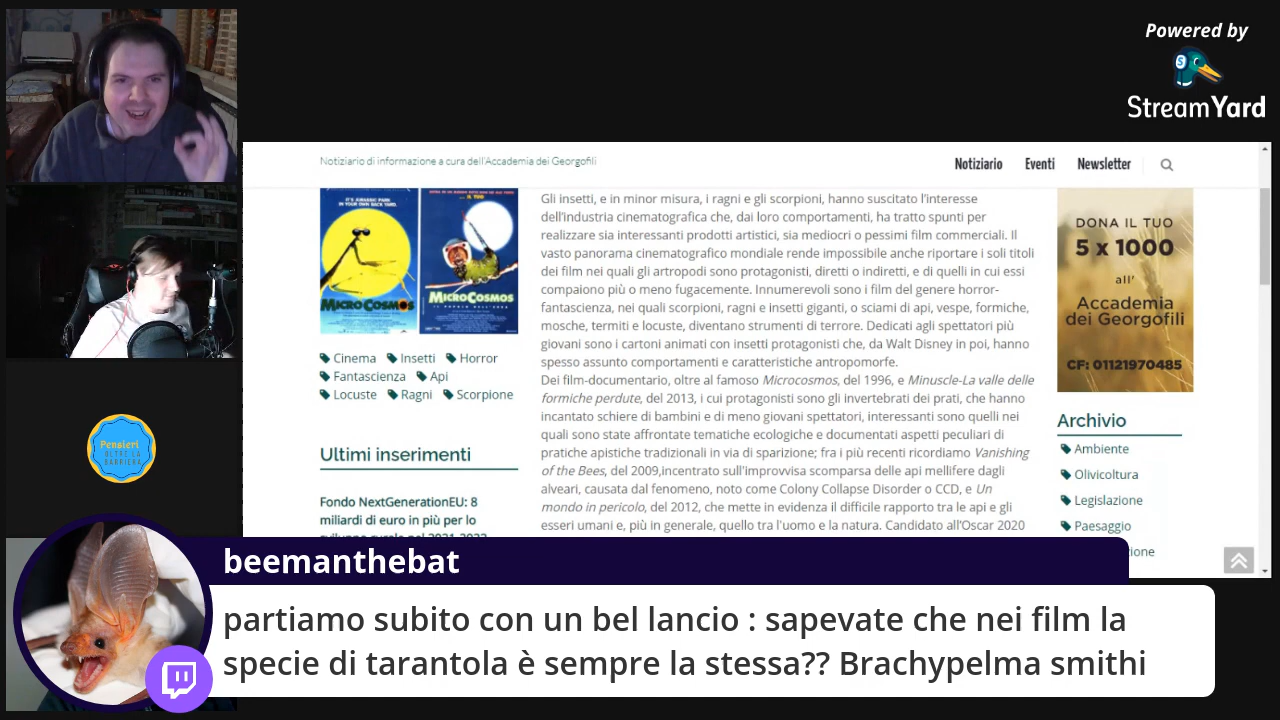 Powered by
StreamYard
Notiziario di informazione a cura dell'Accademia dei Georgofili
Notiziario Eventi Newsletter
MICROCOSMOS
MICROCOSMOS
Cinema Insetti Horror
Fantascienza Api
Locuste Ragni Scorpione
Ultimi inserimenti
Fondo NextGenerationEU: 8
miliardi di euro in più per lo
Gli insetti, e in minor misura, i ragni e gli scorpioni, hanno suscitato l'interesse
dell'industria cinematografica che, dai loro comportamenti, ha tratto spunti per
realizzare sia interessanti prodotti artistici, sia mediocri o pessimi film commerciali. Il
vasto panorama cinematografico mondiale rende impossibile anche riportare i soli titoli
dei film nei quali gli artropodi sono protagonisti, diretti o indiretti, e di quelli in cui essi
compaiono più o meno fugacemente. Innumerevoli sono i film del genere horror-
fantascienza, nei quali scorpioni, ragni e insetti giganti, o sciami di api, vespe, formiche,
mosche, termiti e locuste, diventano strumenti di terrore. Dedicati agli spettatori più
giovani sono i cartoni animati con insetti protagonisti che, da Walt Disney in poi, hanno
spesso assunto comportamenti e caratteristiche antropomorfe.
Dei film-documentario, oltre al famoso Microcosmos, del 1996, e Minuscle-La valle delle
formiche perdute, del 2013, i cui protagonisti sono gli invertebrati dei prati, che hanno
incantato schiere di bambini e di meno giovani spettatori, interessanti sono quelli nei
quali sono state affrontate tematiche ecologiche e documentati aspetti peculiari di
pratiche apistiche tradizionali in via di sparizione; fra i più recenti ricordiamo Vanishing
of the Bees, del 2009,incentrato sull'improvvisa scomparsa delle api mellifere dagli
alveari, causata dal fenomeno, noto come Colony Collapse Disorder o CCD, e Un
mondo in pericolo, del 2012, che mette in evidenza il difficile rapporto tra le api e gli
esseri umani e, più in generale, quello tra l'uomo e la natura. Candidato all'Oscar 2020
DONA IL TUO
5 x 1000
all'
Accademia
dei Georgofili
CF: 01121970485
Archivio
Ambiente
Olivicoltura
Legislazione
Paesaggio
Pensieri
OLTRE LA
BARRIERA
beemanthebat
partiamo subito con un bel lancio : sapevate che nei film la
specie di tarantola è sempre la stessa?? Brachypelma smithi